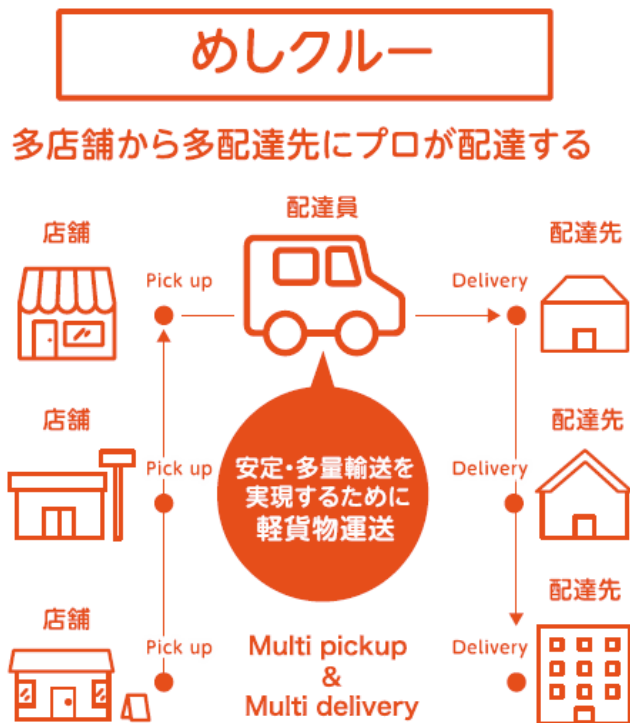 めしクルー
多店舗から多配達先にプロが配達する
配達員
店舗
配達先
Pick up
Delivery
店舗
配達先
Pick up
Delivery
安定・多量輸送を
実現するために
軽貨物運送
店舗
配達先
Pick up
Delivery
Multi pickup
&
Multi delivery